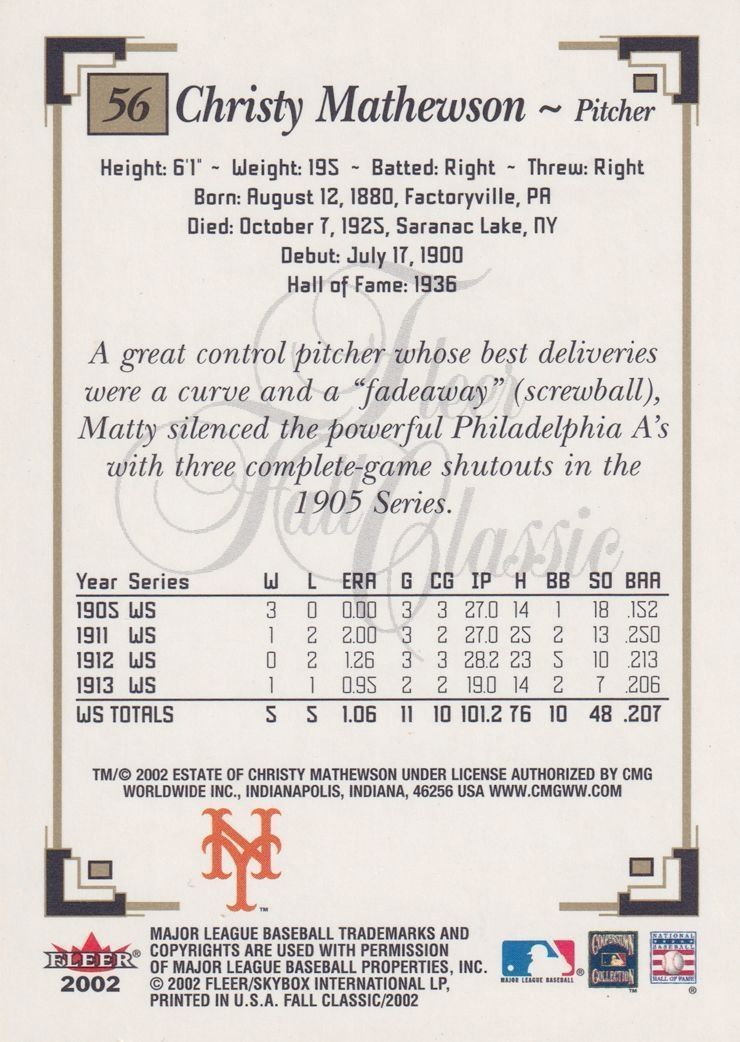 56 Christy Mathewson ~ Pitcher
Height: 6'1" ~ Weight: 195 ~ Batted: Right ~ Threw: Right
Born: August 12, 1880, Factoryville, PA
Died: October 7, 1925, Saranac Lake, NY
Debut: July 17, 1900
Hall of Fame: 1936
Fleer Fall Classic
A great control pitcher whose best deliveries
were a curve and a “fadeaway” (screwball),
Matty silenced the powerful Philadelphia A’s
with three complete-game shutouts in the
1905 Series.
Year Series W L ERA G CG IP H BB SO BAA
1905 WS 3 0 0.00 3 3 27.0 14 1 18 .152
1911 WS 1 2 2.00 3 2 27.0 25 2 13 .250
1912 WS 0 2 1.26 3 3 28.2 23 5 10 .213
1913 WS 1 1 0.95 2 2 19.0 14 2 7 .206
WS TOTALS 5 5 1.06 11 10 101.2 76 10 48 .207
TM/© 2002 ESTATE OF CHRISTY MATHEWSON UNDER LICENSE AUTHORIZED BY CMG
WORLDWIDE INC., INDIANAPOLIS, INDIANA, 46256 USA WWW.CMGWW.COM
NY™
FLEER®
2002
MAJOR LEAGUE BASEBALL TRADEMARKS AND
COPYRIGHTS ARE USED WITH PERMISSION
OF MAJOR LEAGUE BASEBALL PROPERTIES, INC.
© 2002 FLEER/SKYBOX INTERNATIONAL LP,
PRINTED IN U.S.A. FALL CLASSIC/2002
MAJOR LEAGUE BASEBALL®
COOPERSTOWN
COLLECTION
™
NATIONAL
BASEBALL
HALL OF FAME
®